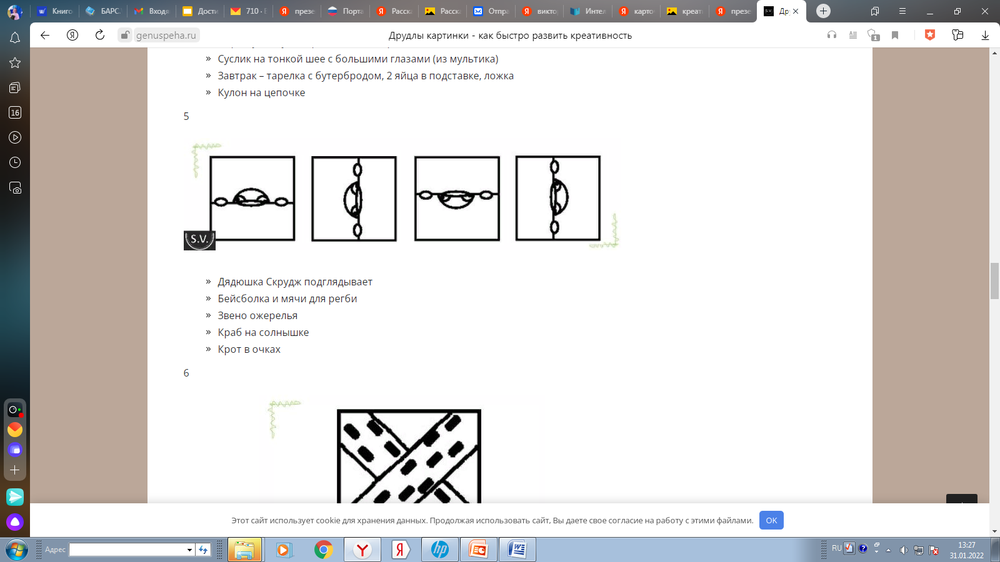 Книго
БАРС.
Входя
Дости
710 · Е
презе
Порта
Расска
Расска
Отпра
виктор
Интел
карто
креат
презе
S.V.
Др
genuspeha.ru
Друдлы картинки - как быстро развить креативность
1
16
» Суслик на тонкой шее с большими глазами (из мультика)
» Завтрак – тарелка с бутербродом, 2 яйца в подставке, ложка
» Кулон на цепочке
5
S.V.
» Дядюшка Скрудж подглядывает
» Бейсболка и мячи для регби
» Звено ожерелья
» Краб на солнышке
» Крот в очках
6
Этот сайт использует cookie для хранения данных. Продолжая использовать сайт, Вы даете свое согласие на работу с этими файлами.
OK
Адрес
RU
13:27
31.01.2022